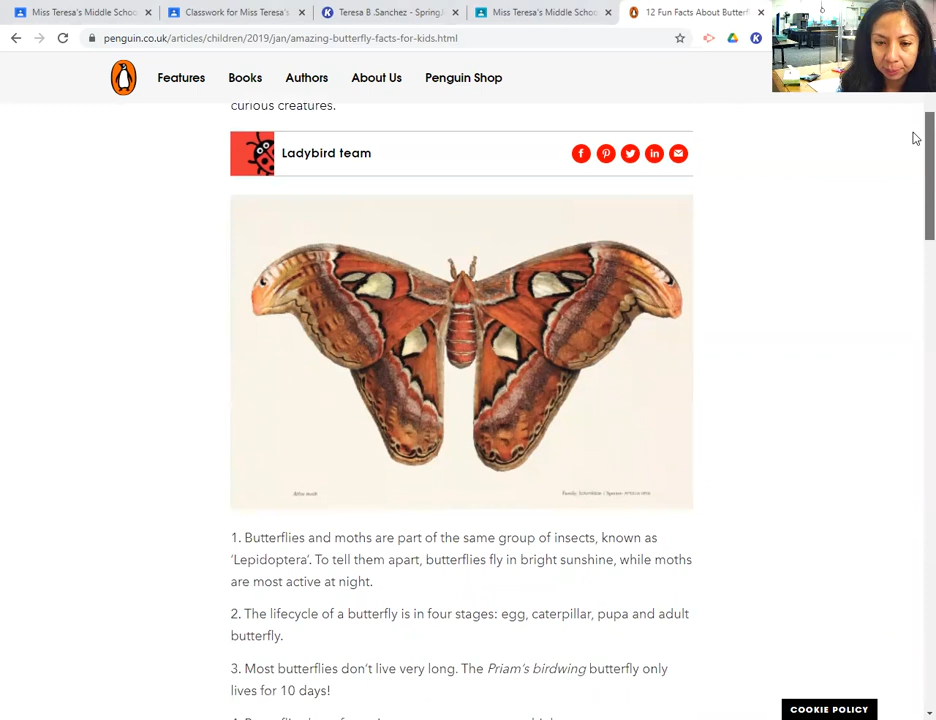 Miss Teresa's Middle Schoo
Classwork for Miss Teresa's
Teresa B .Sanchez - Spring
Miss Teresa's Middle Schoo
12 Fun Facts About Butterf
penguin.co.uk/articles/children/2019/jan/amazing-butterfly-facts-for-kids.html
Features Books Authors About Us Penguin Shop
curious creatures.
Ladybird team
1. Butterflies and moths are part of the same group of insects, known as
‘Lepidoptera’. To tell them apart, butterflies fly in bright sunshine, while moths
are most active at night.
2. The lifecycle of a butterfly is in four stages: egg, caterpillar, pupa and adult
butterfly.
3. Most butterflies don’t live very long. The Priam’s birdwing butterfly only
lives for 10 days!
COOKIE POLICY